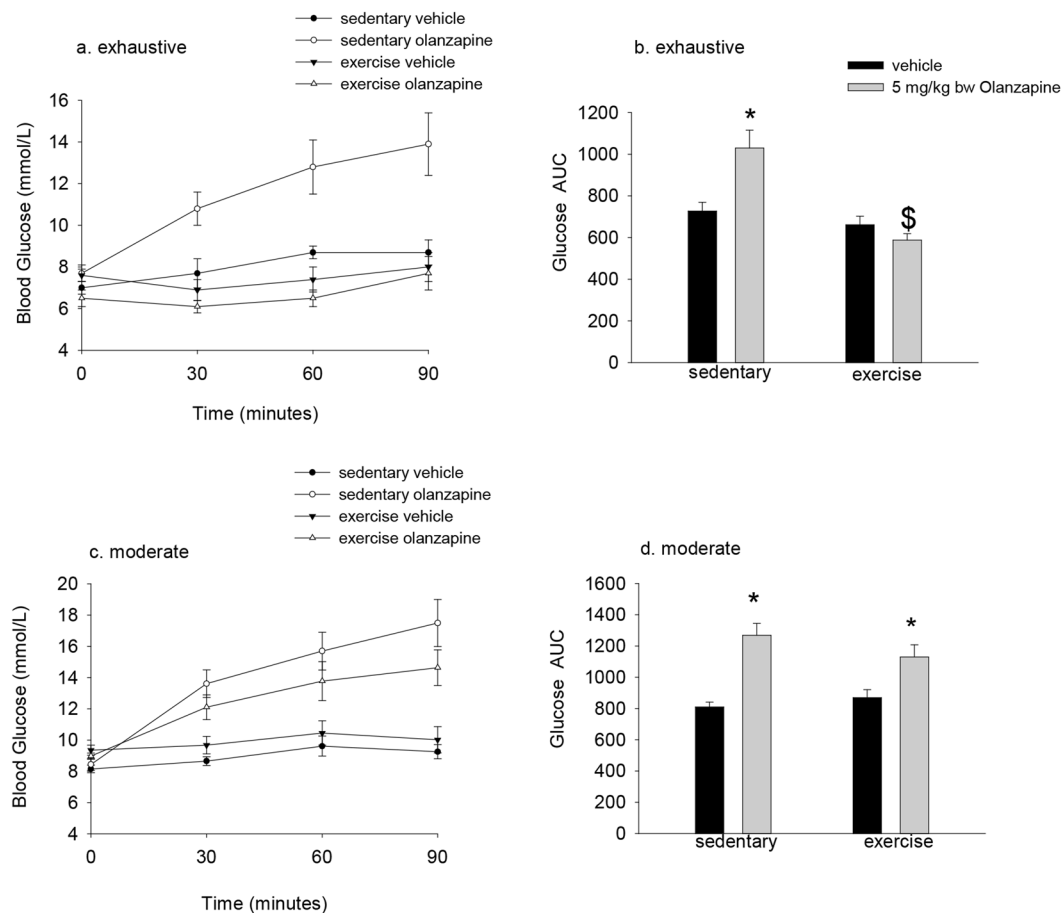 a. exhaustive
sedentary vehicle
sedentary olanzapine
exercise vehicle
exercise olanzapine
Blood Glucose (mmol/L)
16
14
12
10
8
6
4
0 30 60 90
Time (minutes)
b. exhaustive
vehicle
5 mg/kg bw Olanzapine
Glucose AUC
1200
1000
800
600
400
200
0
*
$
sedentary exercise
c. moderate
sedentary vehicle
sedentary olanzapine
exercise vehicle
exercise olanzapine
Blood Glucose (mmol/L)
20
18
16
14
12
10
8
6
4
0 30 60 90
Time (minutes)
d. moderate
Glucose AUC
1600
1400
1200
1000
800
600
400
200
0
*
*
sedentary exercise